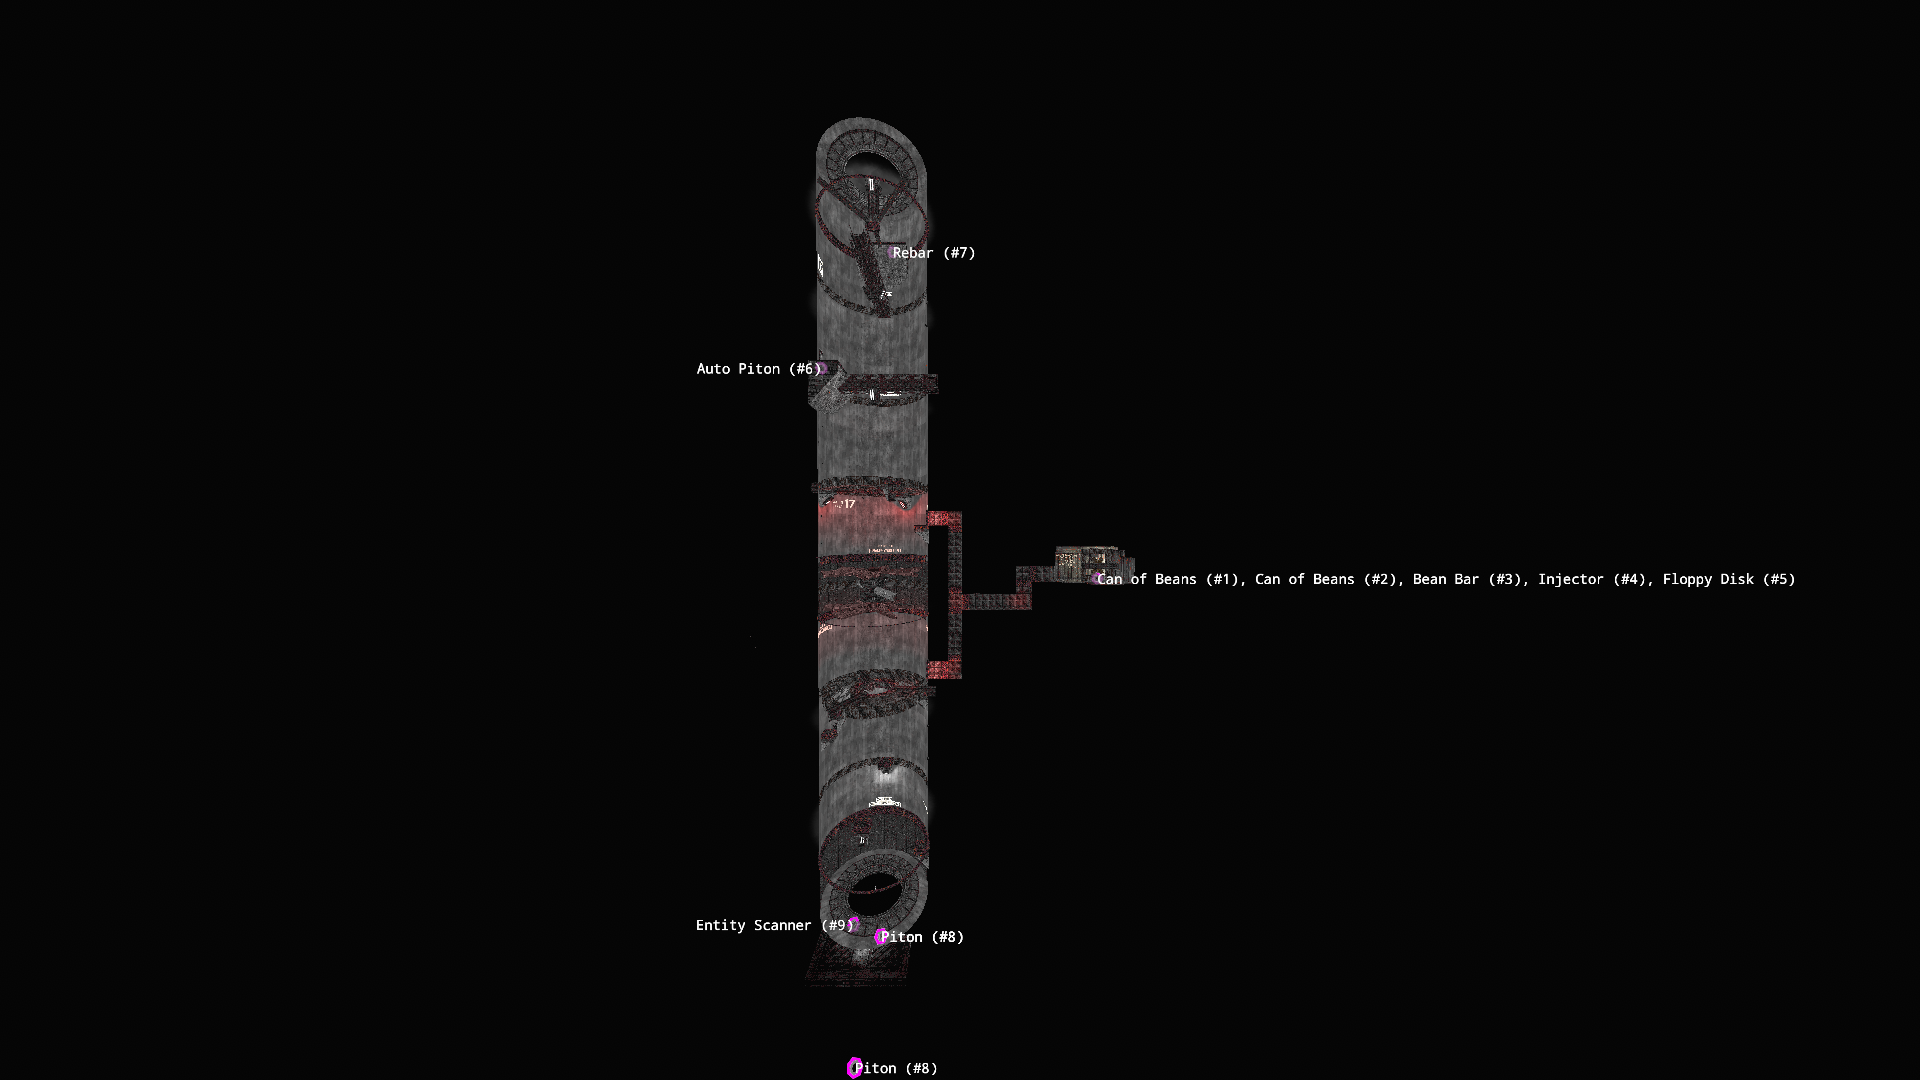 Rebar (#7)
Auto Piton (#6)
17
Can of Beans (#1), Can of Beans (#2), Bean Bar (#3), Injector (#4), Floppy Disk (#5)
Entity Scanner (#9)
Piton (#8)
Piton (#8)